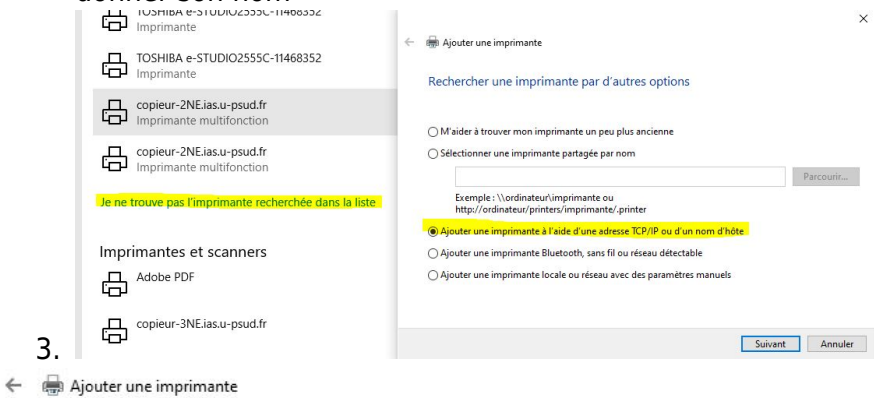 donner son nom
TOSHIBA e-STUDIO2555C-11468352
Imprimante
TOSHIBA e-STUDIO2555C-11468352
Imprimante
copieur-2NE.ias.u-psud.fr
Imprimante multifonction
copieur-2NE.ias.u-psud.fr
Imprimante multifonction
Je ne trouve pas l'imprimante recherchée dans la liste
Imprimantes et scanners
Adobe PDF
copieur-3NE.ias.u-psud.fr
3.
Ajouter une imprimante
Rechercher une imprimante par d'autres options
M'aider à trouver mon imprimante un peu plus ancienne
Sélectionner une imprimante partagée par nom
Parcourir...
Exemple : \\ordinateur\imprimante ou
http://ordinateur/printers/imprimante/.printer
Ajouter une imprimante à l'aide d'une adresse TCP/IP ou d'un nom d'hôte
Ajouter une imprimante Bluetooth, sans fil ou réseau détectable
Ajouter une imprimante locale ou réseau avec des paramètres manuels
Suivant
Annuler
Ajouter une imprimante